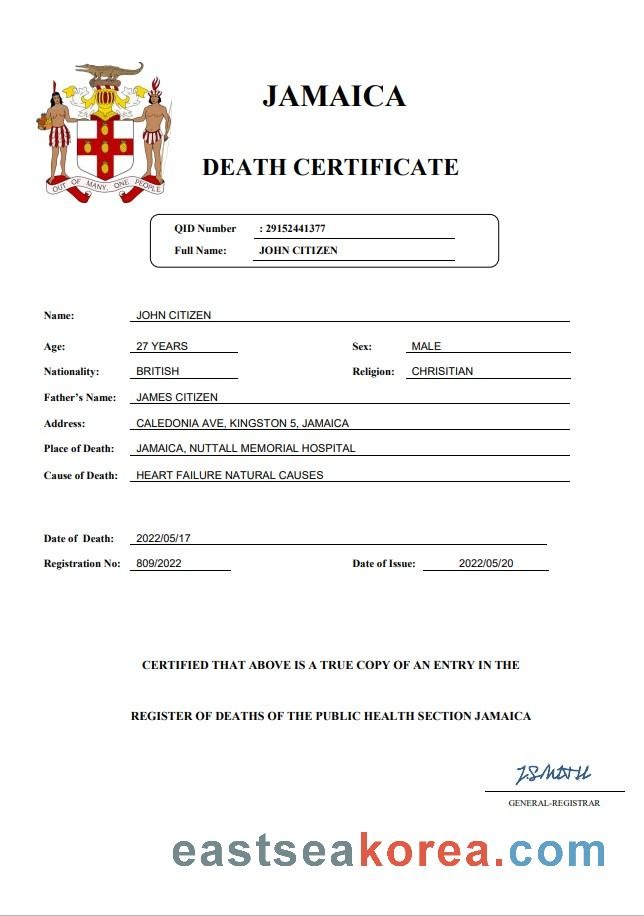 OUT OF MANY, ONE PEOPLE
JAMAICA
DEATH CERTIFICATE
QID Number : 29152441377
Full Name: JOHN CITIZEN
Name: JOHN CITIZEN
Age: 27 YEARS Sex: MALE
Nationality: BRITISH Religion: CHRISITIAN
Father's Name: JAMES CITIZEN
Address: CALEDONIA AVE, KINGSTON 5, JAMAICA
Place of Death: JAMAICA, NUTTALL MEMORIAL HOSPITAL
Cause of Death: HEART FAILURE NATURAL CAUSES
Date of Death: 2022/05/17
Registration No: 809/2022 Date of Issue: 2022/05/20
CERTIFIED THAT ABOVE IS A TRUE COPY OF AN ENTRY IN THE
REGISTER OF DEATHS OF THE PUBLIC HEALTH SECTION JAMAICA
GENERAL-REGISTRAR
eastseakorea.com